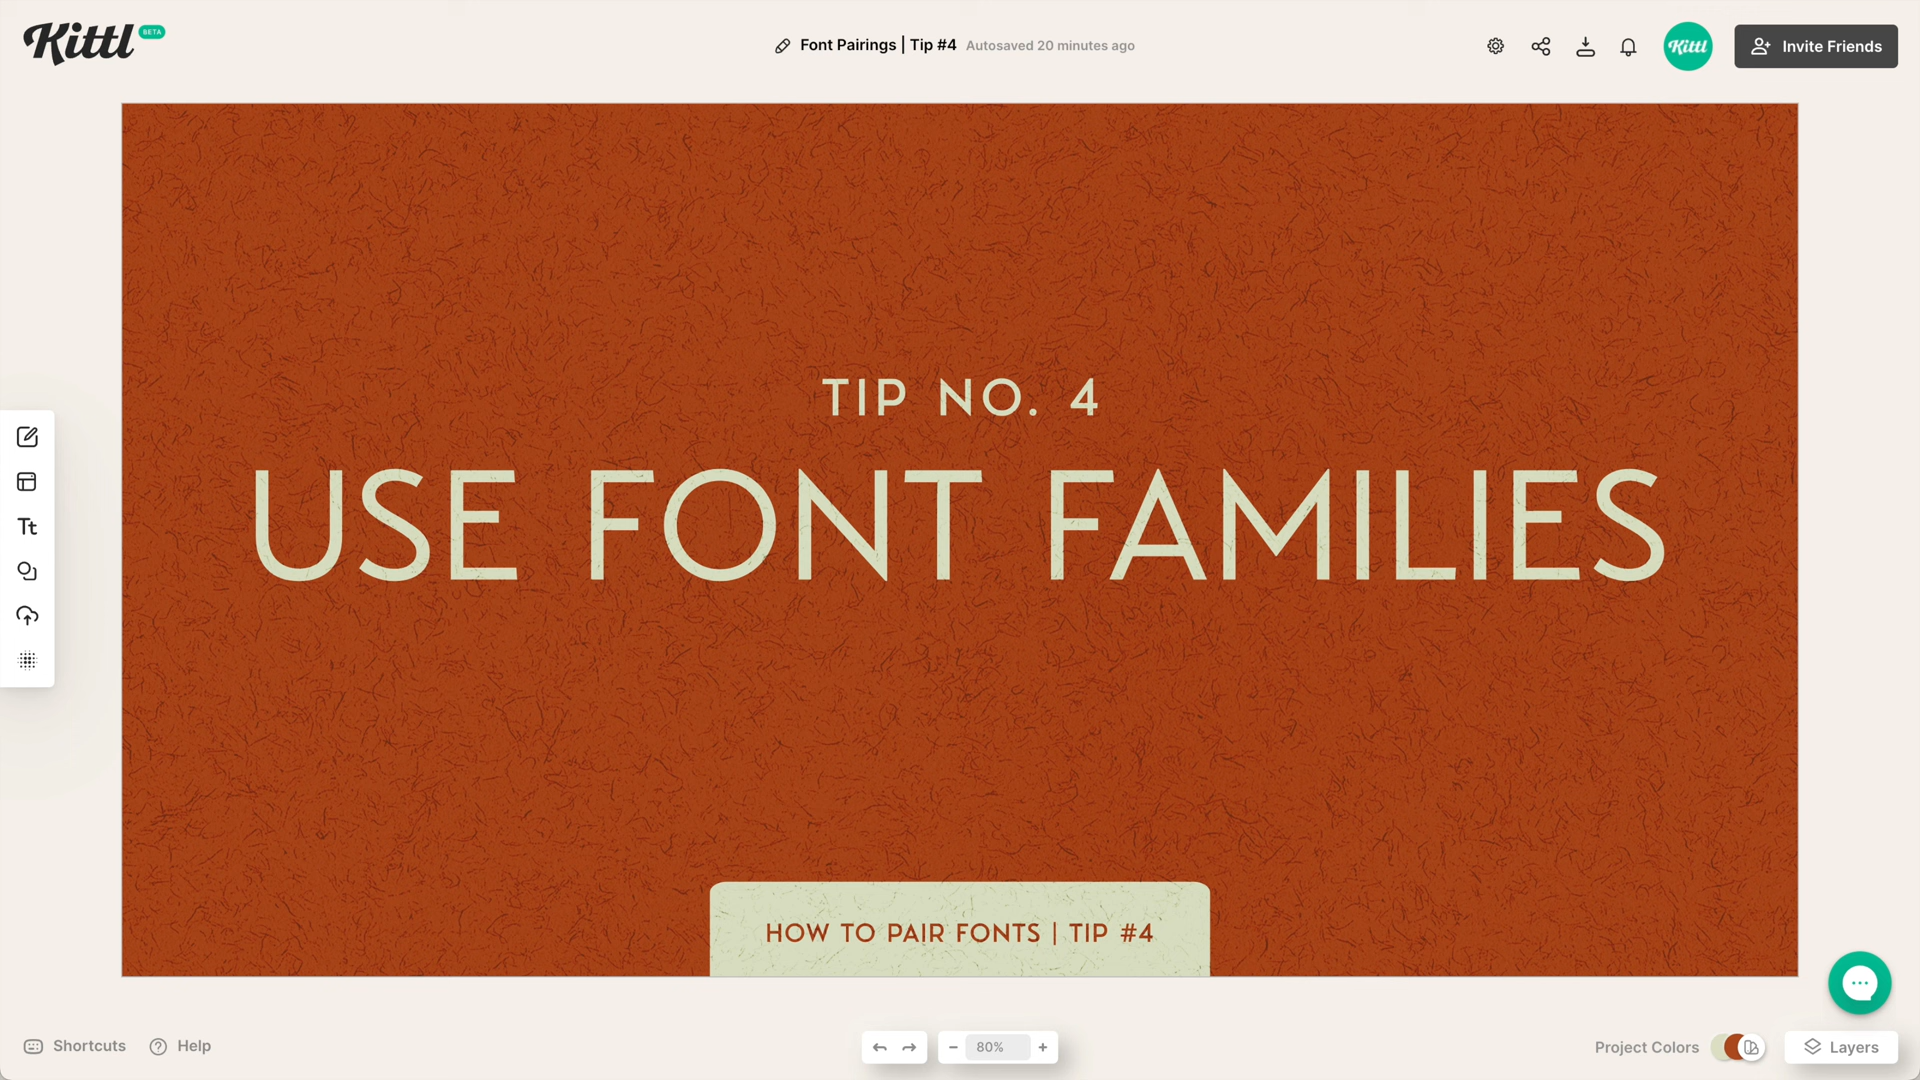 Kittl BETA
Font Pairings | Tip #4 Autosaved 20 minutes ago
Kittl
Invite Friends
TIP NO. 4
Tt
USE FONT FAMILIES
HOW TO PAIR FONTS | TIP #4
Shortcuts
Help
80%
Project Colors
Layers